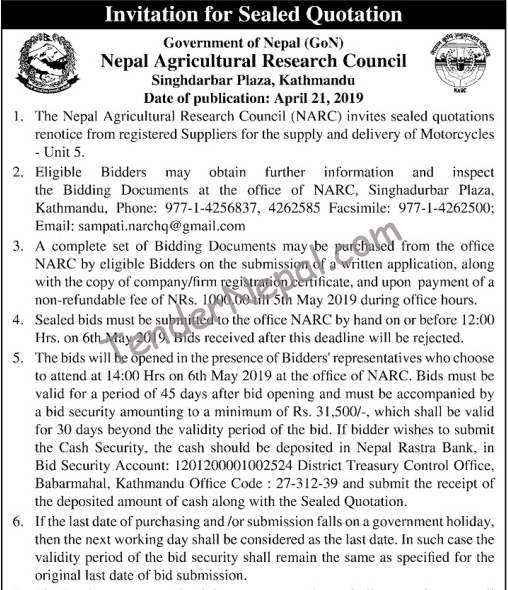 Invitation for Sealed Quotation
Government of Nepal (GoN)
Nepal Agricultural Research Council
Singhdarbar Plaza, Kathmandu
Date of publication: April 21, 2019
NARC
1. The Nepal Agricultural Research Council (NARC) invites sealed quotations
renotice from registered Suppliers for the supply and delivery of Motorcycles
- Unit 5.
2. Eligible Bidders may obtain further information and inspect
the Bidding Documents at the office of NARC, Singhadurbar Plaza,
Kathmandu, Phone: 977-1-4256837, 4262585 Facsimile: 977-1-4262500;
Email: sampati.narchq@gmail.com
3. A complete set of Bidding Documents may be purchased from the office
NARC by eligible Bidders on the submission of a written application, along
with the copy of company/firm registration certificate, and upon payment of a
non-refundable fee of NRs. 1000.00 till 5th May 2019 during office hours.
4. Sealed bids must be submitted to the office NARC by hand on or before 12:00
Hrs. on 6th May 2019. Bids received after this deadline will be rejected.
5. The bids will be opened in the presence of Bidders' representatives who choose
to attend at 14:00 Hrs on 6th May 2019 at the office of NARC. Bids must be
valid for a period of 45 days after bid opening and must be accompanied by
a bid security amounting to a minimum of Rs. 31,500/-, which shall be valid
for 30 days beyond the validity period of the bid. If bidder wishes to submit
the Cash Security, the cash should be deposited in Nepal Rastra Bank, in
Bid Security Account: 1201200001002524 District Treasury Control Office,
Babarmahal, Kathmandu Office Code : 27-312-39 and submit the receipt of
the deposited amount of cash along with the Sealed Quotation.
6. If the last date of purchasing and /or submission falls on a government holiday,
then the next working day shall be considered as the last date. In such case the
validity period of the bid security shall remain the same as specified for the
original last date of bid submission.
TenderNepal.com